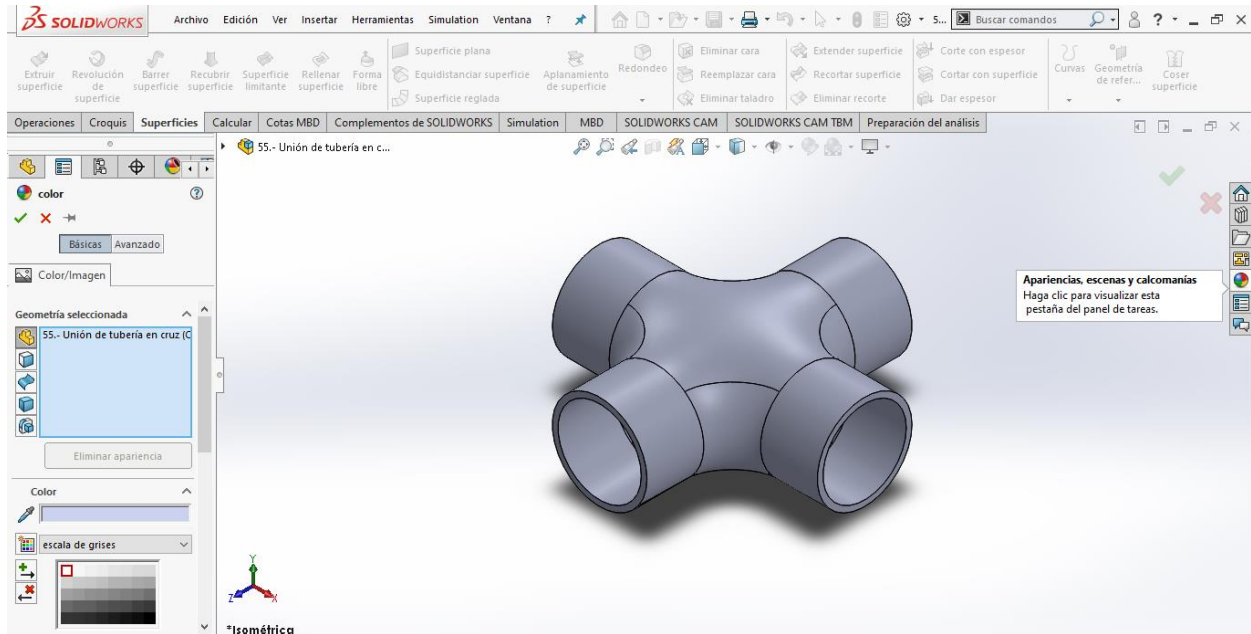 SOLIDWORKS Archivo Edición Ver Insertar Herramientas Simulation Ventana ? 5... Buscar comandos ?
Extruir superficie
Revolución de superficie
Barrer superficie
Recubrir superficie
Superficie limitante
Rellenar superficie
Forma libre
Superficie plana
Equidistanciar superficie
Superficie reglada
Aplanamiento de superficie
Redondeo
Eliminar cara
Reemplazar cara
Eliminar taladro
Extender superficie
Recortar superficie
Eliminar recorte
Corte con espesor
Cortar con superficie
Dar espesor
Curvas
Geometría de refer...
Coser superficie
Operaciones Croquis Superficies Calcular Cotas MBD Complementos de SOLIDWORKS Simulation MBD SOLIDWORKS CAM SOLIDWORKS CAM TBM Preparación del análisis
55.- Unión de tubería en c...
color
Básicas Avanzado
Color/Imagen
Geometría seleccionada
55.- Unión de tubería en cruz (C
Eliminar apariencia
Color
escala de grises
Apariencias, escenas y calcomanías
Haga clic para visualizar esta
pestaña del panel de tareas.
Y
Z
X
*Isométrica